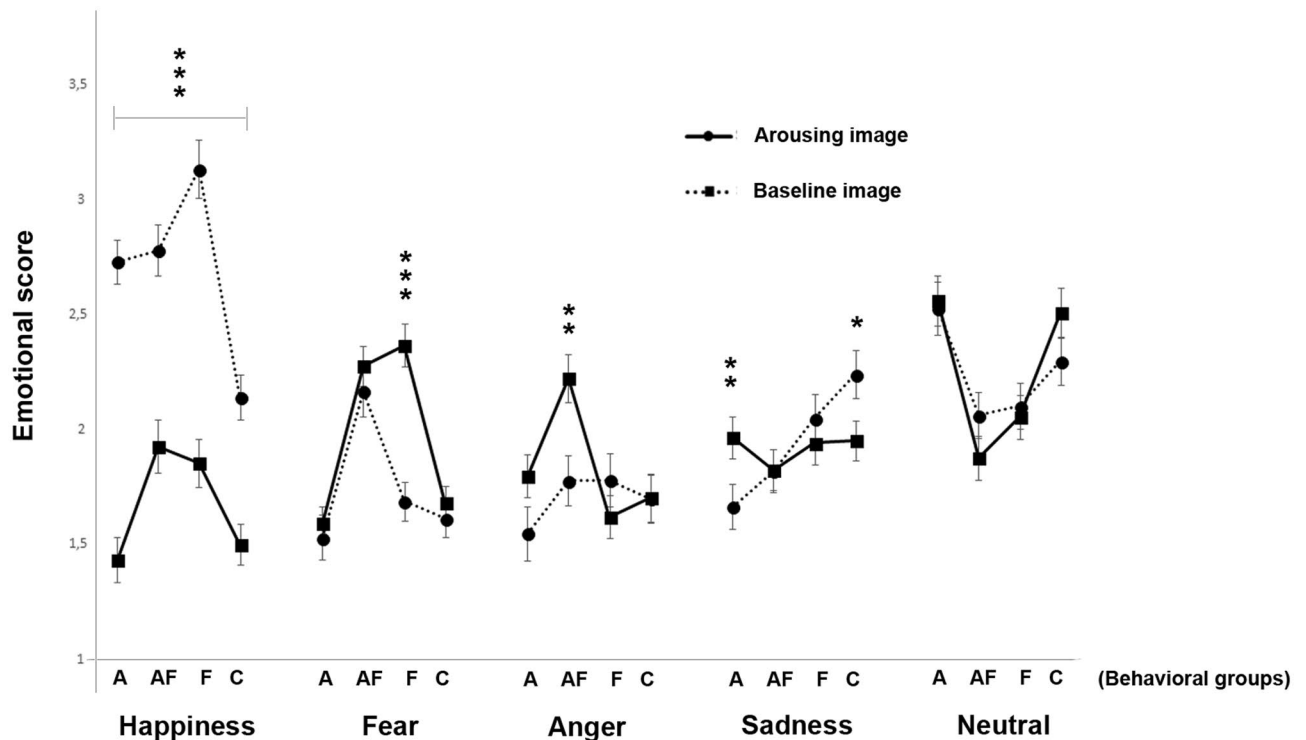 ***
3,5
Arousing image
Baseline image
3
***
Emotional score
2,5
**
*
**
2
1,5
1
A AF F C A AF F C A AF F C A AF F C A AF F C (Behavioral groups)
Happiness Fear Anger Sadness Neutral